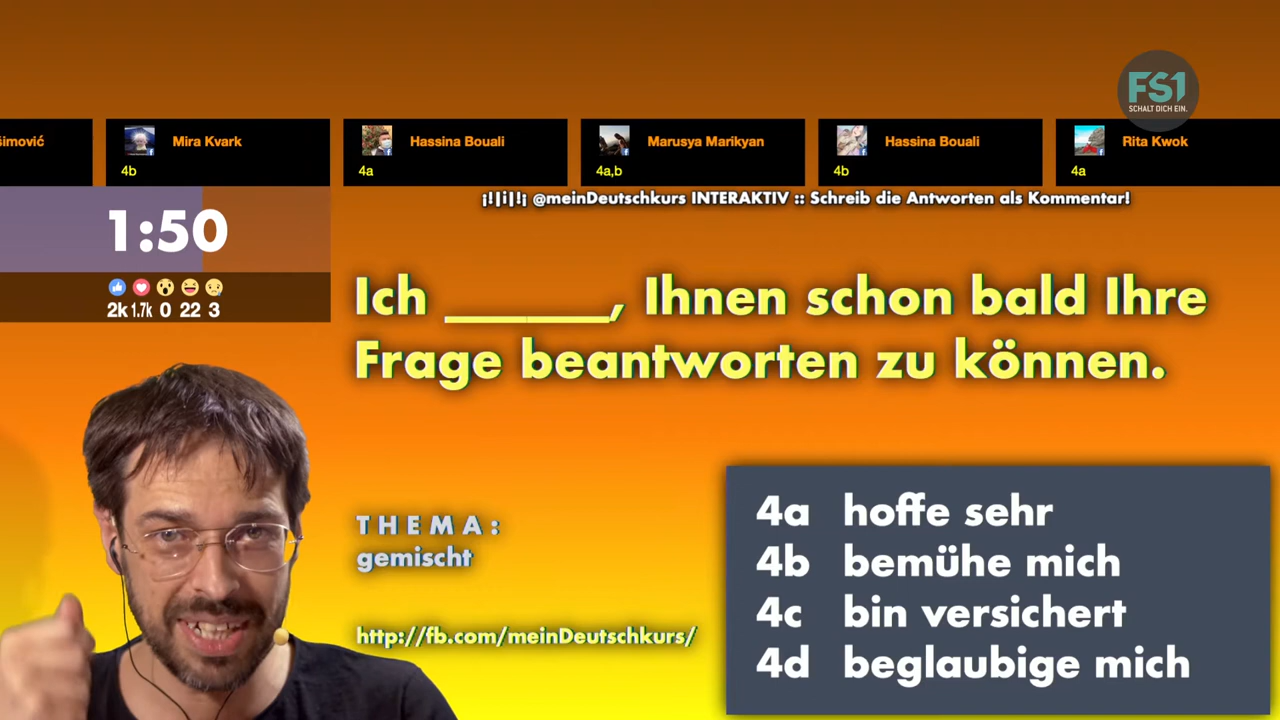 FS1
SCHALT DICH EIN.
šimović
Mira Kvark
4b
Hassina Bouali
4a
Marusya Marikyan
4a,b
Hassina Bouali
4b
Rita Kwok
4a
¡!|i|!¡ @meinDeutschkurs INTERAKTIV :: Schreib die Antworten als Kommentar!
1:50
2k 1.7k 0 22 3
Ich ______, Ihnen schon bald Ihre
Frage beantworten zu können.
THEMA:
gemischt
http://fb.com/meinDeutschkurs/
4a hoffe sehr
4b bemühe mich
4c bin versichert
4d beglaubige mich